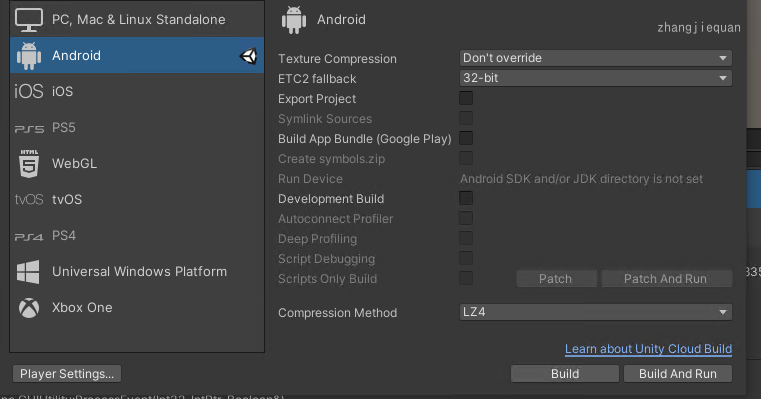 PC, Mac & Linux Standalone
Android
iOS
iOS
PS5
PS5
HTML
5
WebGL
tvOS
tvOS
PS4
PS4
Universal Windows Platform
Xbox One
Player Settings...
Android
zhangjiequan
Texture Compression
Don't override
ETC2 fallback
32-bit
Export Project
Symlink Sources
Build App Bundle (Google Play)
Create symbols.zip
Run Device
Android SDK and/or JDK directory is not set
Development Build
Autoconnect Profiler
Deep Profiling
Script Debugging
Scripts Only Build
Patch
Patch And Run
Compression Method
LZ4
Learn about Unity Cloud Build
Build
Build And Run